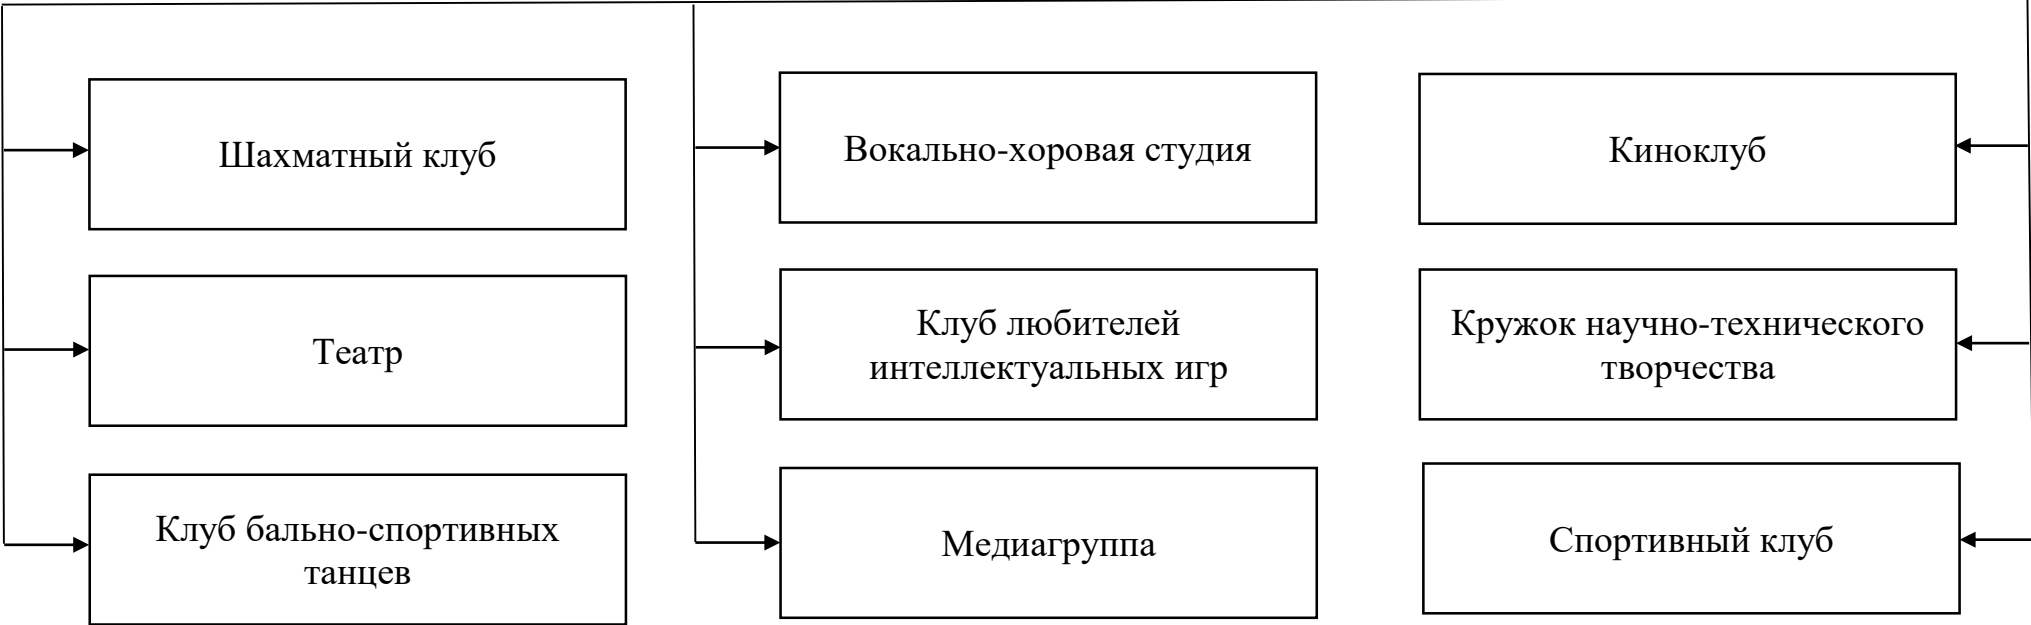 Шахматный клуб
Вокально-хоровая студия
Киноклуб
Театр
Клуб любителей
интеллектуальных игр
Кружок научно-технического
творчества
Клуб бально-спортивных
танцев
Медиагруппа
Спортивный клуб